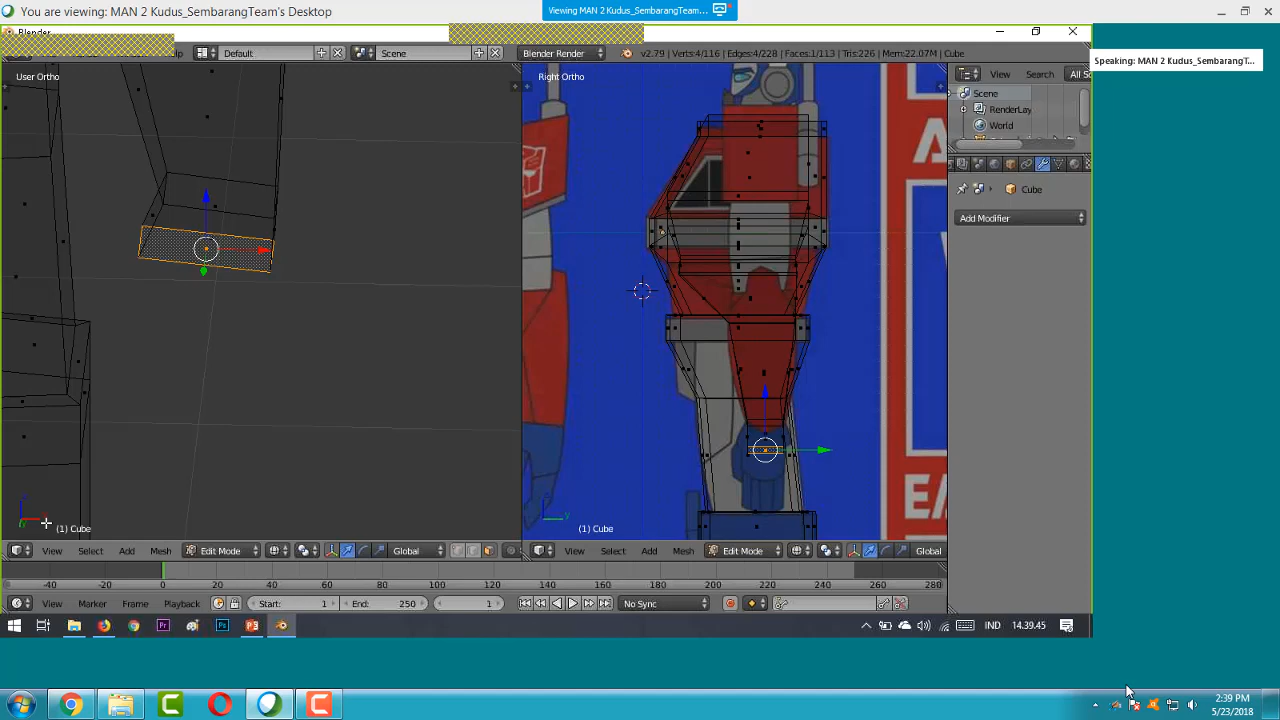 You are viewing: MAN 2 Kudus_SembarangTeam's Desktop
Viewing MAN 2 Kudus_SembarangTeam...
Speaking: MAN 2 Kudus_SembarangT...
Default
Scene
Blender Render
v2.79 | Verts:4/116 | Edges:4/228 | Faces:1/113 | Tris:226 | Mem:22.07M | Cube
User Ortho
Right Ortho
View Search All Sc
Scene
RenderLay
World
Cube
Add Modifier
(1) Cube
(1) Cube
View Select Add Mesh Edit Mode Global
View Select Add Mesh Edit Mode Global
-40 -20 0 20 40 60 80 100 120 140 160 180 200 220 240 260 280
View Marker Frame Playback Start: 1 End: 250 1 No Sync
IND 14.39.45
2:39 PM
5/23/2018